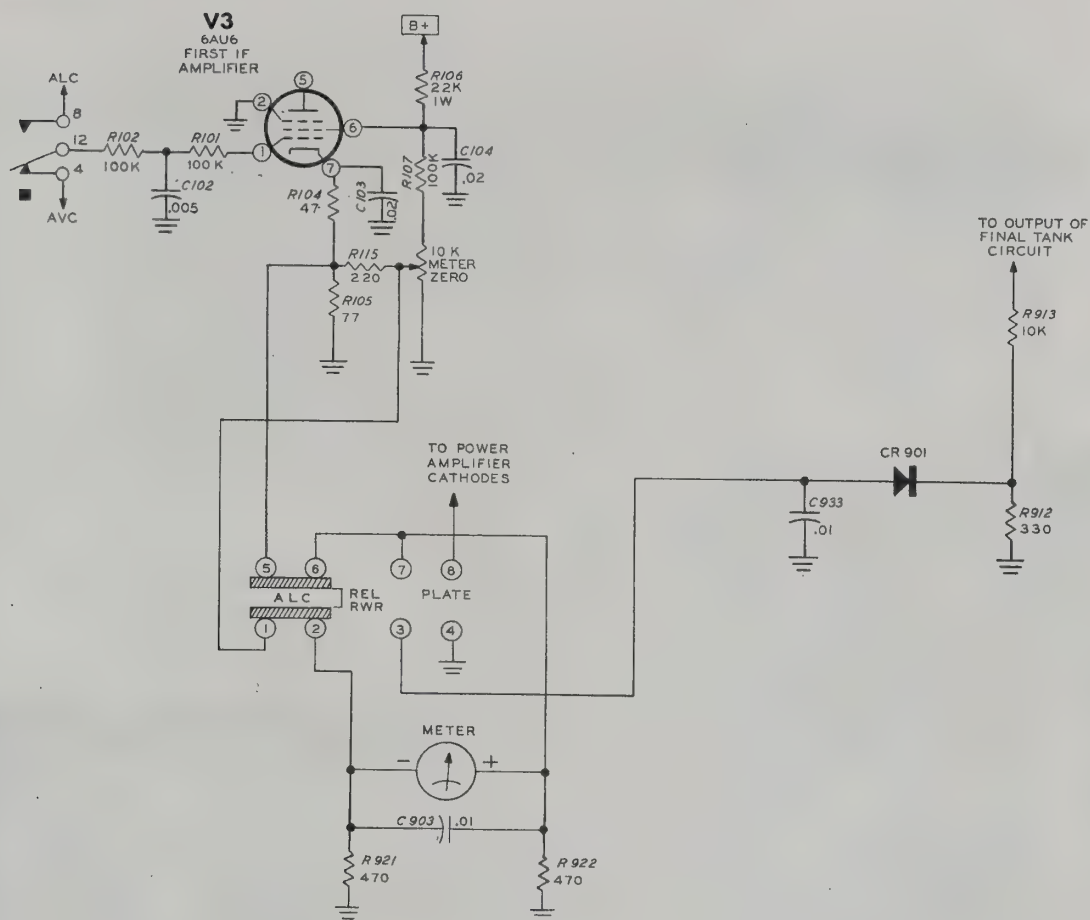 V3
6AU6
FIRST IF
AMPLIFIER
B+
R106
22K
1W
ALC
8
12
4
AVC
R102
100K
R101
100K
C102
.005
5
2
1
6
7
R104
47
C103
.02
R107
100K
C104
.02
R115
220
10 K
METER
ZERO
R105
77
TO OUTPUT OF
FINAL TANK
CIRCUIT
R913
10K
CR 901
C933
.01
R912
330
TO POWER
AMPLIFIER
CATHODES
5
6
7
8
ALC
REL
RWR
PLATE
1
2
3
4
METER
-
+
C903
.01
R921
470
R922
470